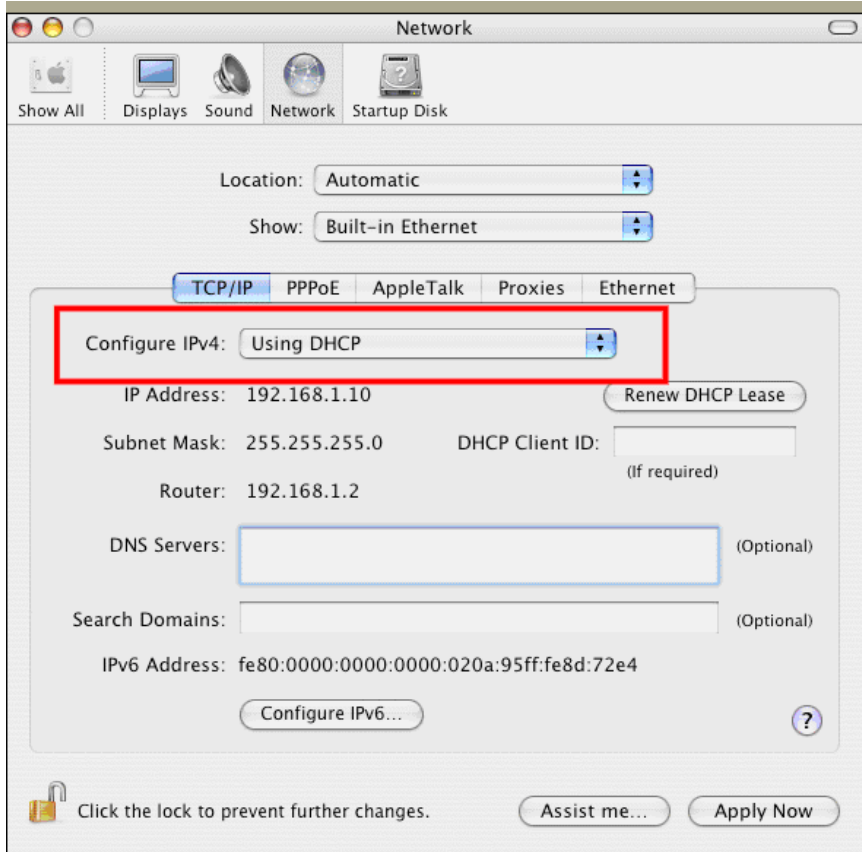 Network
Show All Displays Sound Network Startup Disk
Location: Automatic
Show: Built-in Ethernet
TCP/IP PPPoE AppleTalk Proxies Ethernet
Configure IPv4: Using DHCP
IP Address: 192.168.1.10 Renew DHCP Lease
Subnet Mask: 255.255.255.0 DHCP Client ID:
(If required)
Router: 192.168.1.2
DNS Servers: (Optional)
Search Domains: (Optional)
IPv6 Address: fe80:0000:0000:0000:020a:95ff:fe8d:72e4
Configure IPv6... ?
Click the lock to prevent further changes. Assist me... Apply Now